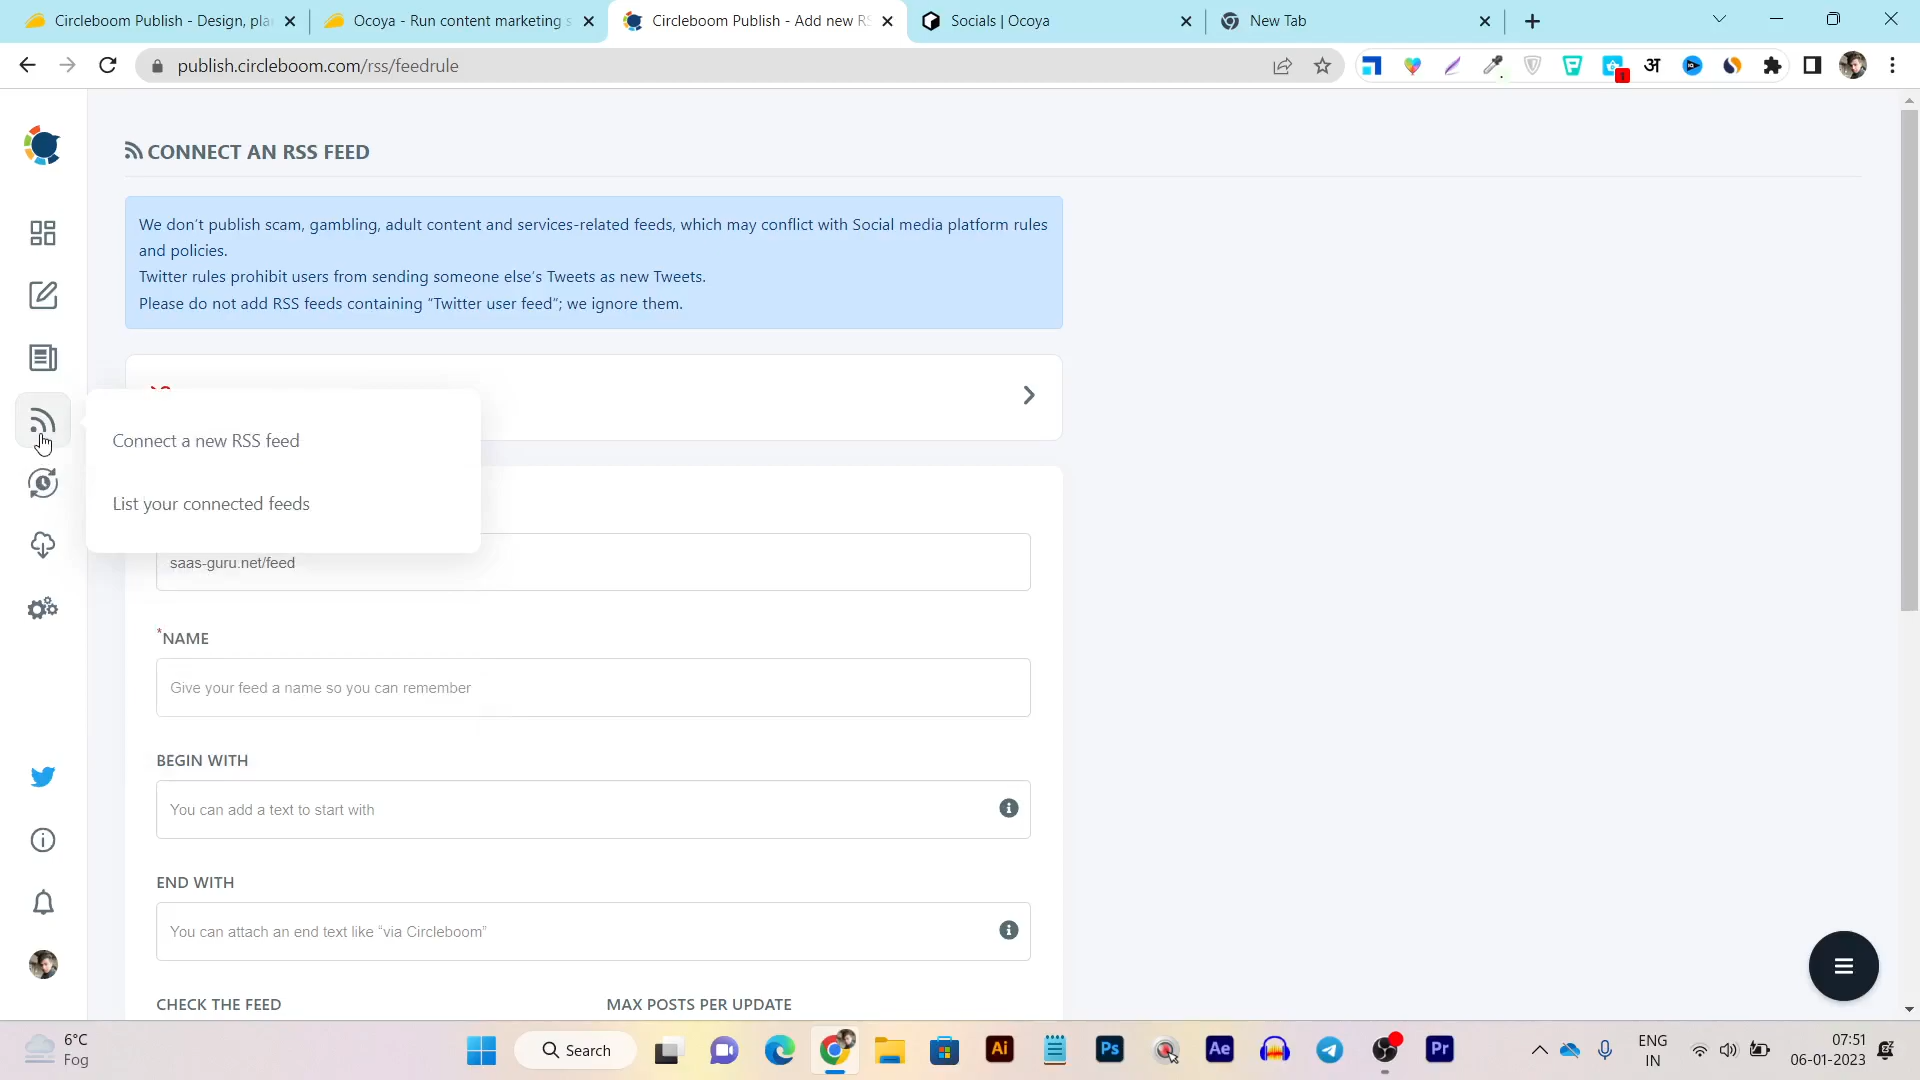 Circleboom Publish - Design, pla
Ocoya - Run content marketing s
Circleboom Publish - Add new RS
Socials | Ocoya
New Tab
publish.circleboom.com/rss/feedrule
CONNECT AN RSS FEED
We don't publish scam, gambling, adult content and services-related feeds, which may conflict with Social media platform rules
and policies.
Twitter rules prohibit users from sending someone else's Tweets as new Tweets.
Please do not add RSS feeds containing "Twitter user feed"; we ignore them.
Connect a new RSS feed
List your connected feeds
saas-guru.net/feed
*NAME
Give your feed a name so you can remember
BEGIN WITH
You can add a text to start with
END WITH
You can attach an end text like "via Circleboom"
CHECK THE FEED
MAX POSTS PER UPDATE
6°C
Fog
Search
Ai
Ps
Ae
Pr
ENG
IN
07:51
06-01-2023